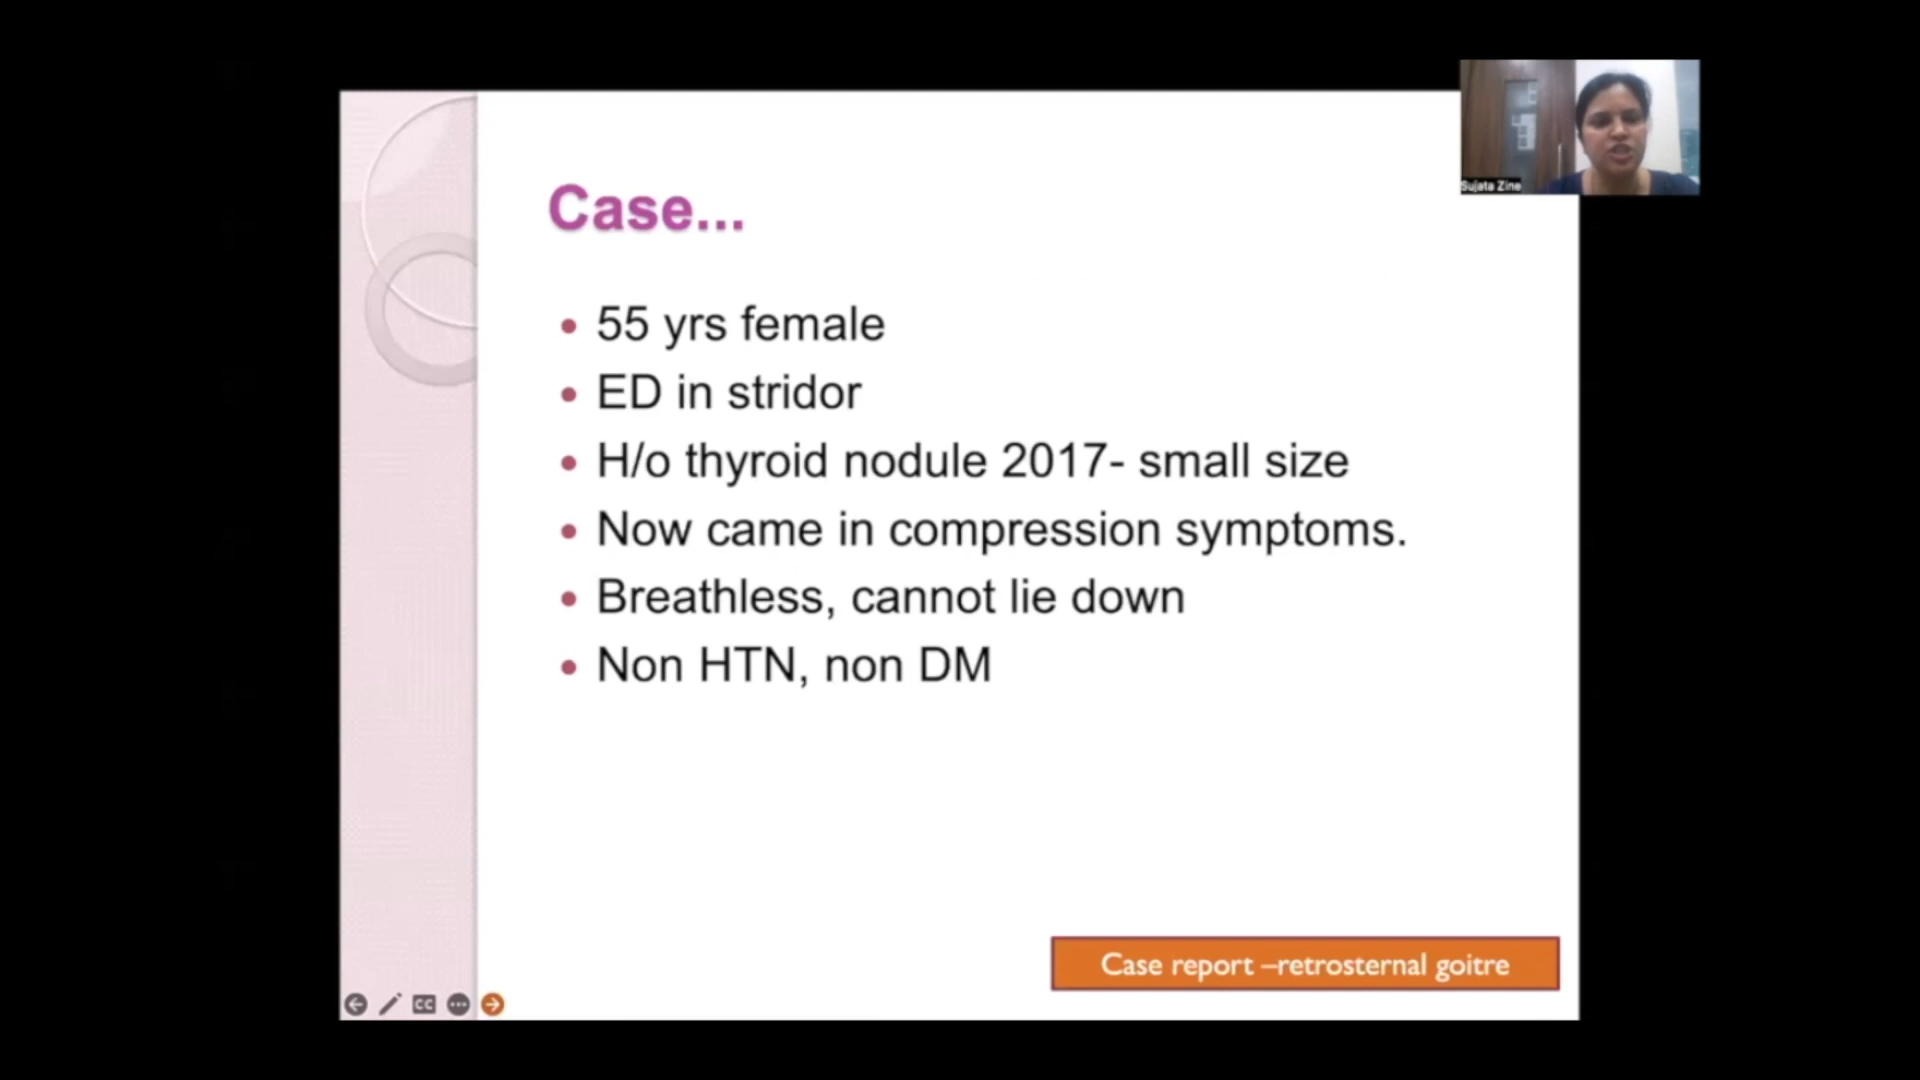 Sujata Zine
Case...
55 yrs female
ED in stridor
H/o thyroid nodule 2017- small size
Now came in compression symptoms.
Breathless, cannot lie down
Non HTN, non DM
Case report –retrosternal goitre
CC